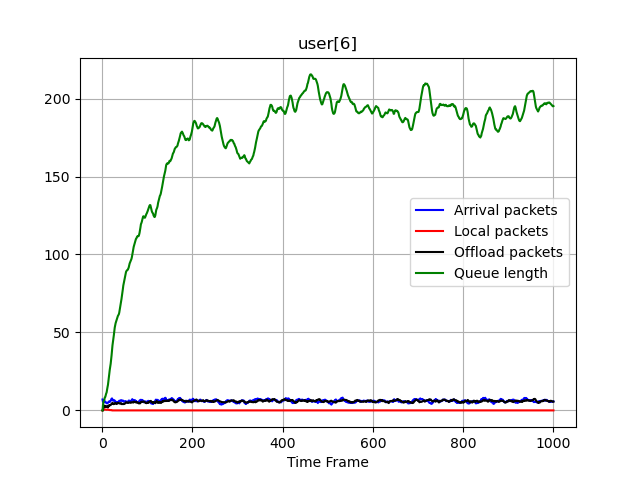 user[6]
200
150
100
50
0
Arrival packets
Local packets
Offload packets
Queue length
0 200 400 600 800 1000
Time Frame